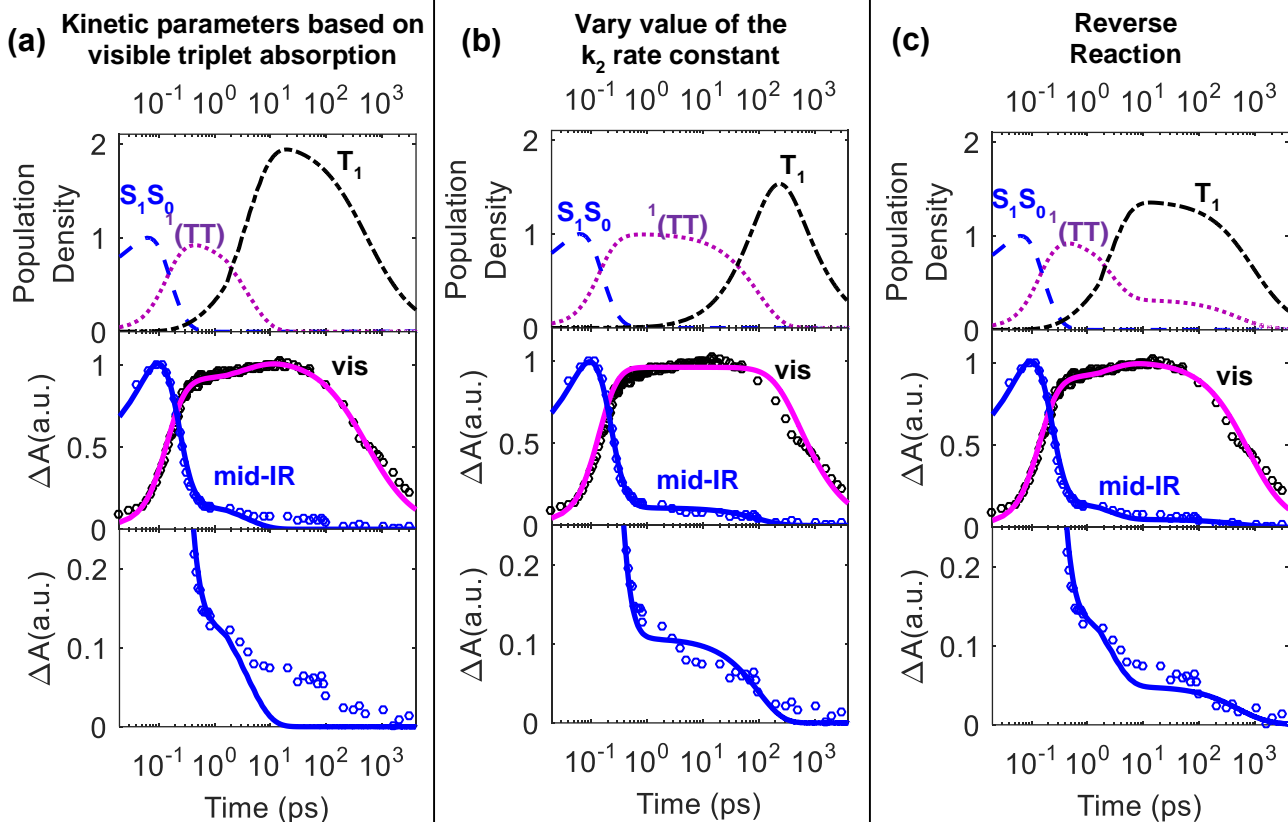 (a) Kinetic parameters based on
visible triplet absorption
10⁻¹ 10⁰ 10¹ 10² 10³
Population
Density
2
1
0
S₁S₀
¹(TT)
T₁
ΔA(a.u.)
1
0.5
0
vis
mid-IR
ΔA(a.u.)
0.2
0.1
0
10⁻¹ 10⁰ 10¹ 10² 10³
Time (ps)
(b) Vary value of the
k₂ rate constant
10⁻¹ 10⁰ 10¹ 10² 10³
Population
Density
2
1
0
S₁S₀
¹(TT)
T₁
ΔA(a.u.)
1
0.5
0
vis
mid-IR
ΔA(a.u.)
0.2
0.1
0
10⁻¹ 10⁰ 10¹ 10² 10³
Time (ps)
(c) Reverse
Reaction
10⁻¹ 10⁰ 10¹ 10² 10³
Population
Density
2
1
0
S₁S₀
¹(TT)
T₁
ΔA(a.u.)
1
0.5
0
vis
mid-IR
ΔA(a.u.)
0.2
0.1
0
10⁻¹ 10⁰ 10¹ 10² 10³
Time (ps)